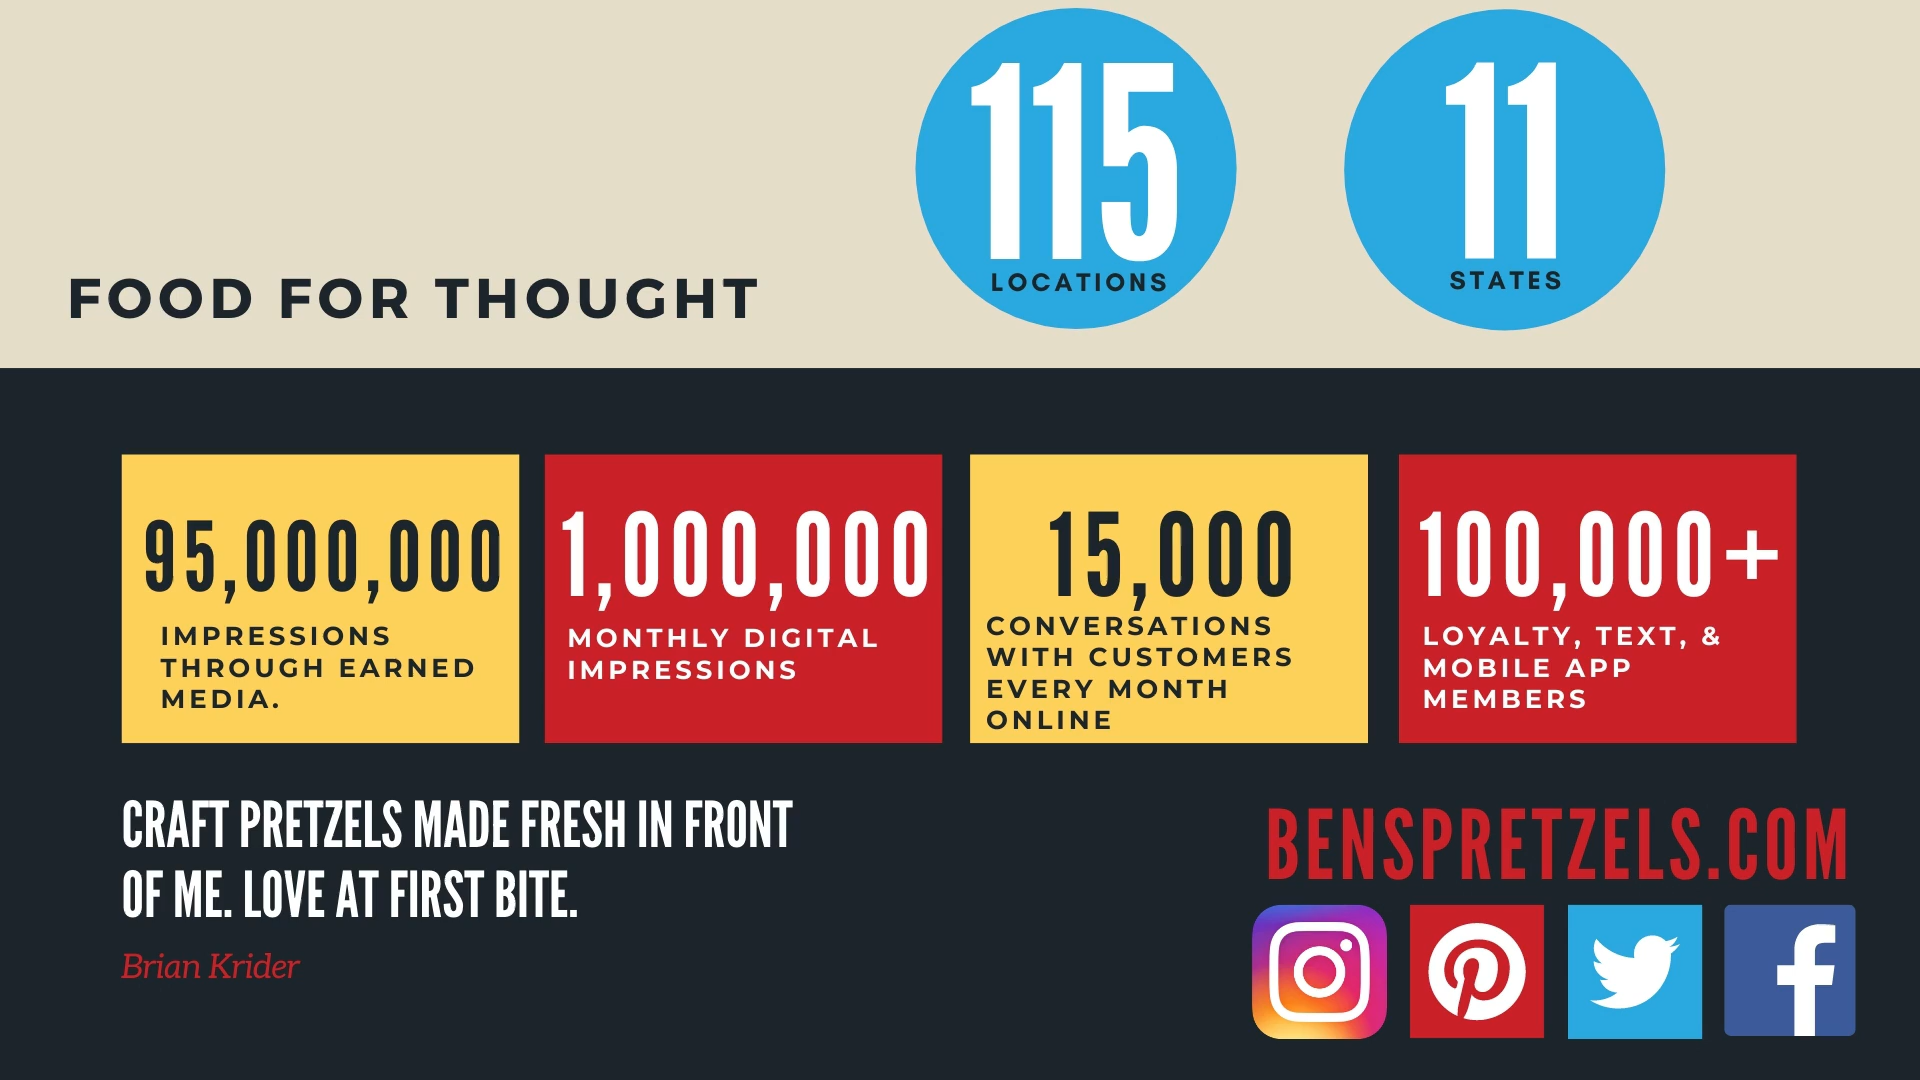 115
LOCATIONS
11
STATES
FOOD FOR THOUGHT
95,000,000
IMPRESSIONS
THROUGH EARNED
MEDIA.
1,000,000
MONTHLY DIGITAL
IMPRESSIONS
15,000
CONVERSATIONS
WITH CUSTOMERS
EVERY MONTH
ONLINE
100,000+
LOYALTY, TEXT, &
MOBILE APP
MEMBERS
CRAFT PRETZELS MADE FRESH IN FRONT
OF ME. LOVE AT FIRST BITE.
Brian Krider
BENSPRETZELS.COM